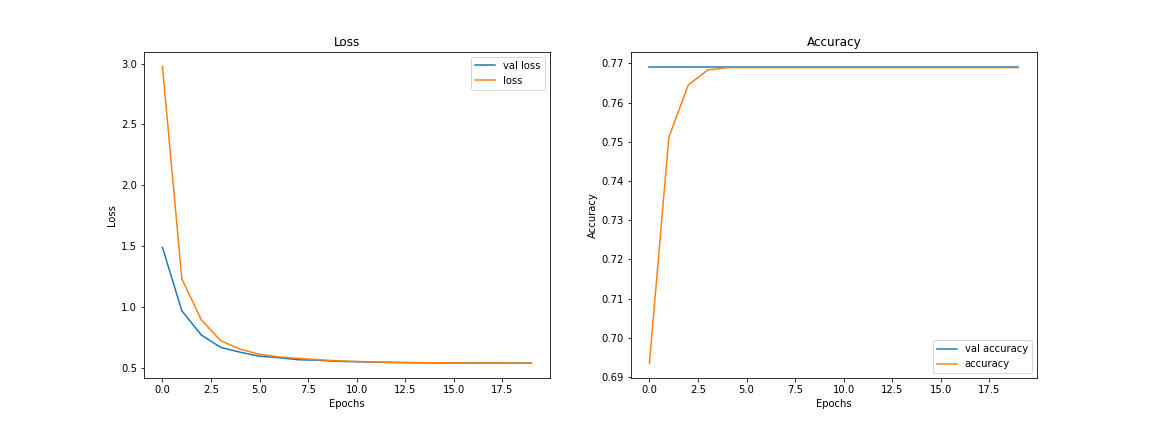 Loss
Loss
3.0
2.5
2.0
1.5
1.0
0.5
0.0 2.5 5.0 7.5 10.0 12.5 15.0 17.5
Epochs
val loss
loss
Accuracy
Accuracy
0.77
0.76
0.75
0.74
0.73
0.72
0.71
0.70
0.69
0.0 2.5 5.0 7.5 10.0 12.5 15.0 17.5
Epochs
val accuracy
accuracy